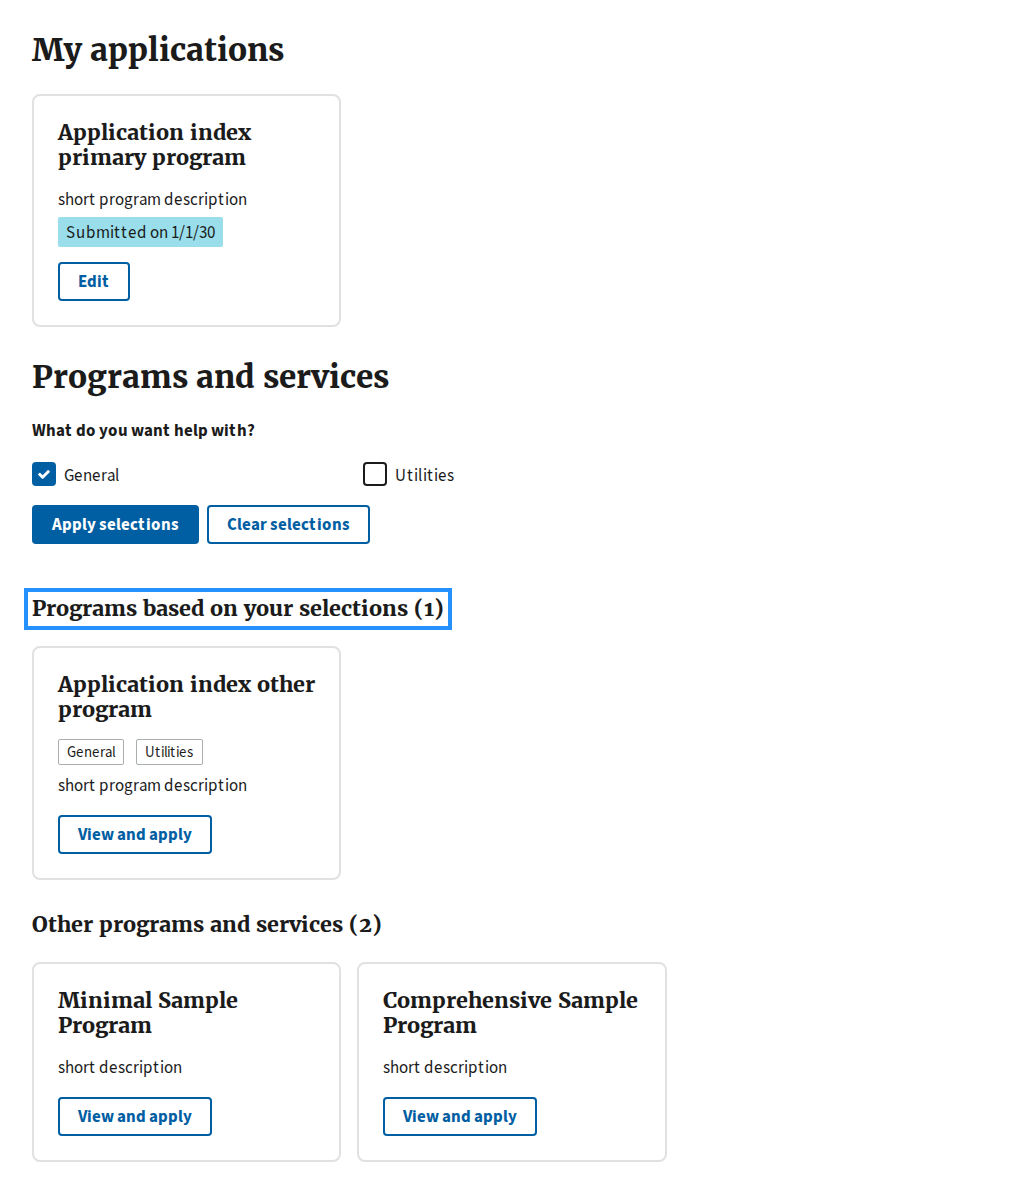 My applications
Application index
primary program
short program description
Submitted on 1/1/30
Edit
Programs and services
What do you want help with?
General Utilities
Apply selections Clear selections
Programs based on your selections (1)
Application index other
program
General Utilities
short program description
View and apply
Other programs and services (2)
Minimal Sample
Program
short description
View and apply
Comprehensive Sample
Program
short description
View and apply